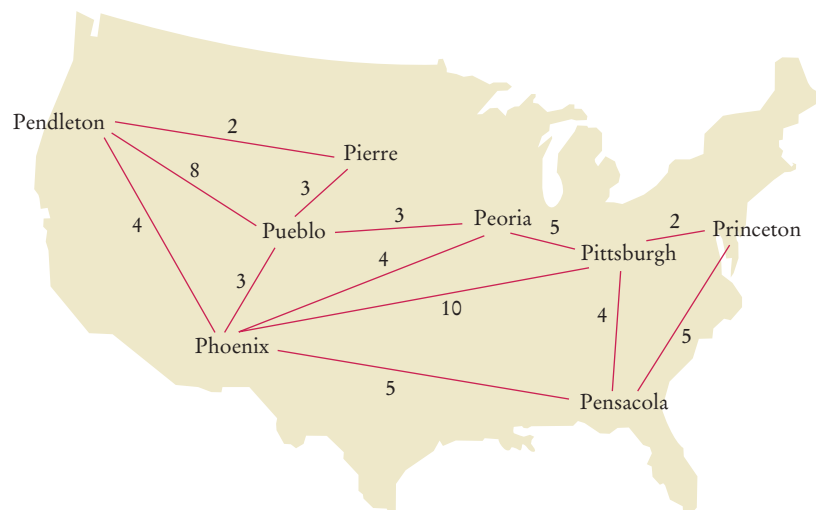 Pendleton
2
Pierre
8
3
Peoria
3
2
4
Pueblo
5
Princeton
Pittsburgh
4
3
10
4
5
Phoenix
5
Pensacola